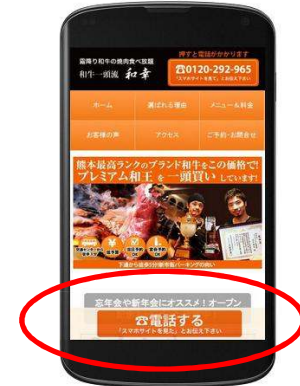 押すと電話がかかります
霜降り和牛の焼肉食べ放題
和牛一頭流 和幸
☎0120-292-965
「スマホサイトを見て」とお伝え下さい
ホーム 選ばれる理由 メニュー&料金
お客様の声 アクセス ご予約・お問合せ
熊本最高ランクのブランド和牛をこの価格で!
プレミアム和王を一頭買いしています!
忘年会や新年会にオススメ!オープン
☎電話する
「スマホサイトを見た」とお伝え下さい